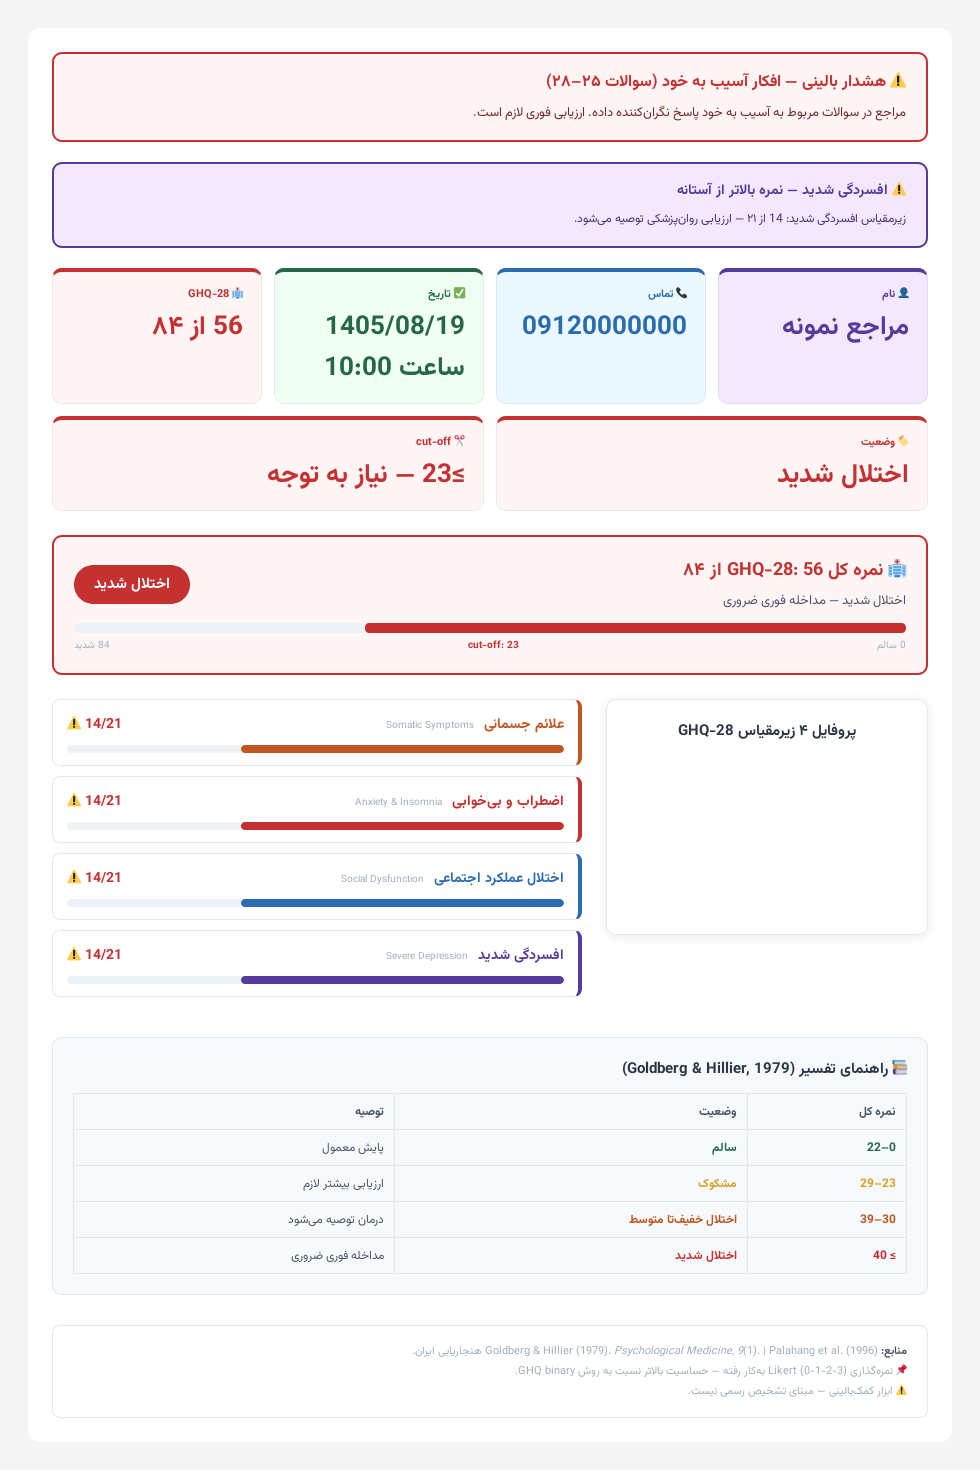 ⚠️ هشدار بالینی — افکار آسیب به خود (سوالات ۲۵–۲۸)
مراجع در سوالات مربوط به آسیب به خود پاسخ نگران‌کننده داده. ارزیابی فوری لازم است.
⚠️ افسردگی شدید — نمره بالاتر از آستانه
زیرمقیاس افسردگی شدید: 14 از ۲۱ — ارزیابی روان‌پزشکی توصیه می‌شود.
👤 نام
مراجع نمونه
📞 تماس
09120000000
✅ تاریخ
1405/08/19
ساعت 10:00
🏥 GHQ-28
56 از ۸۴
🏷️ وضعیت
اختلال شدید
✂️ cut-off
≥23 — نیاز به توجه
🏥 نمره کل GHQ-28: 56 از ۸۴
اختلال شدید — مداخله فوری ضروری
اختلال شدید
0 سالم
cut-off: 23
84 شدید
پروفایل ۴ زیرمقیاس GHQ-28
علائم جسمانی Somatic Symptoms 14/21 ⚠️
اضطراب و بی‌خوابی Anxiety & Insomnia 14/21 ⚠️
اختلال عملکرد اجتماعی Social Dysfunction 14/21 ⚠️
افسردگی شدید Severe Depression 14/21 ⚠️
📚 راهنمای تفسیر (Goldberg & Hillier, 1979)
نمره کل وضعیت توصیه
0–22 سالم پایش معمول
23–29 مشکوک ارزیابی بیشتر لازم
30–39 اختلال خفیف‌تا متوسط درمان توصیه می‌شود
≥ 40 اختلال شدید مداخله فوری ضروری
منابع: Goldberg & Hillier (1979). Psychological Medicine, 9(1). | Palahang et al. (1996) هنجاریابی ایران.
📌 نمره‌گذاری Likert (0-1-2-3) به‌کار رفته — حساسیت بالاتر نسبت به روش GHQ binary.
⚠️ ابزار کمک‌بالینی — مبنای تشخیص رسمی نیست.